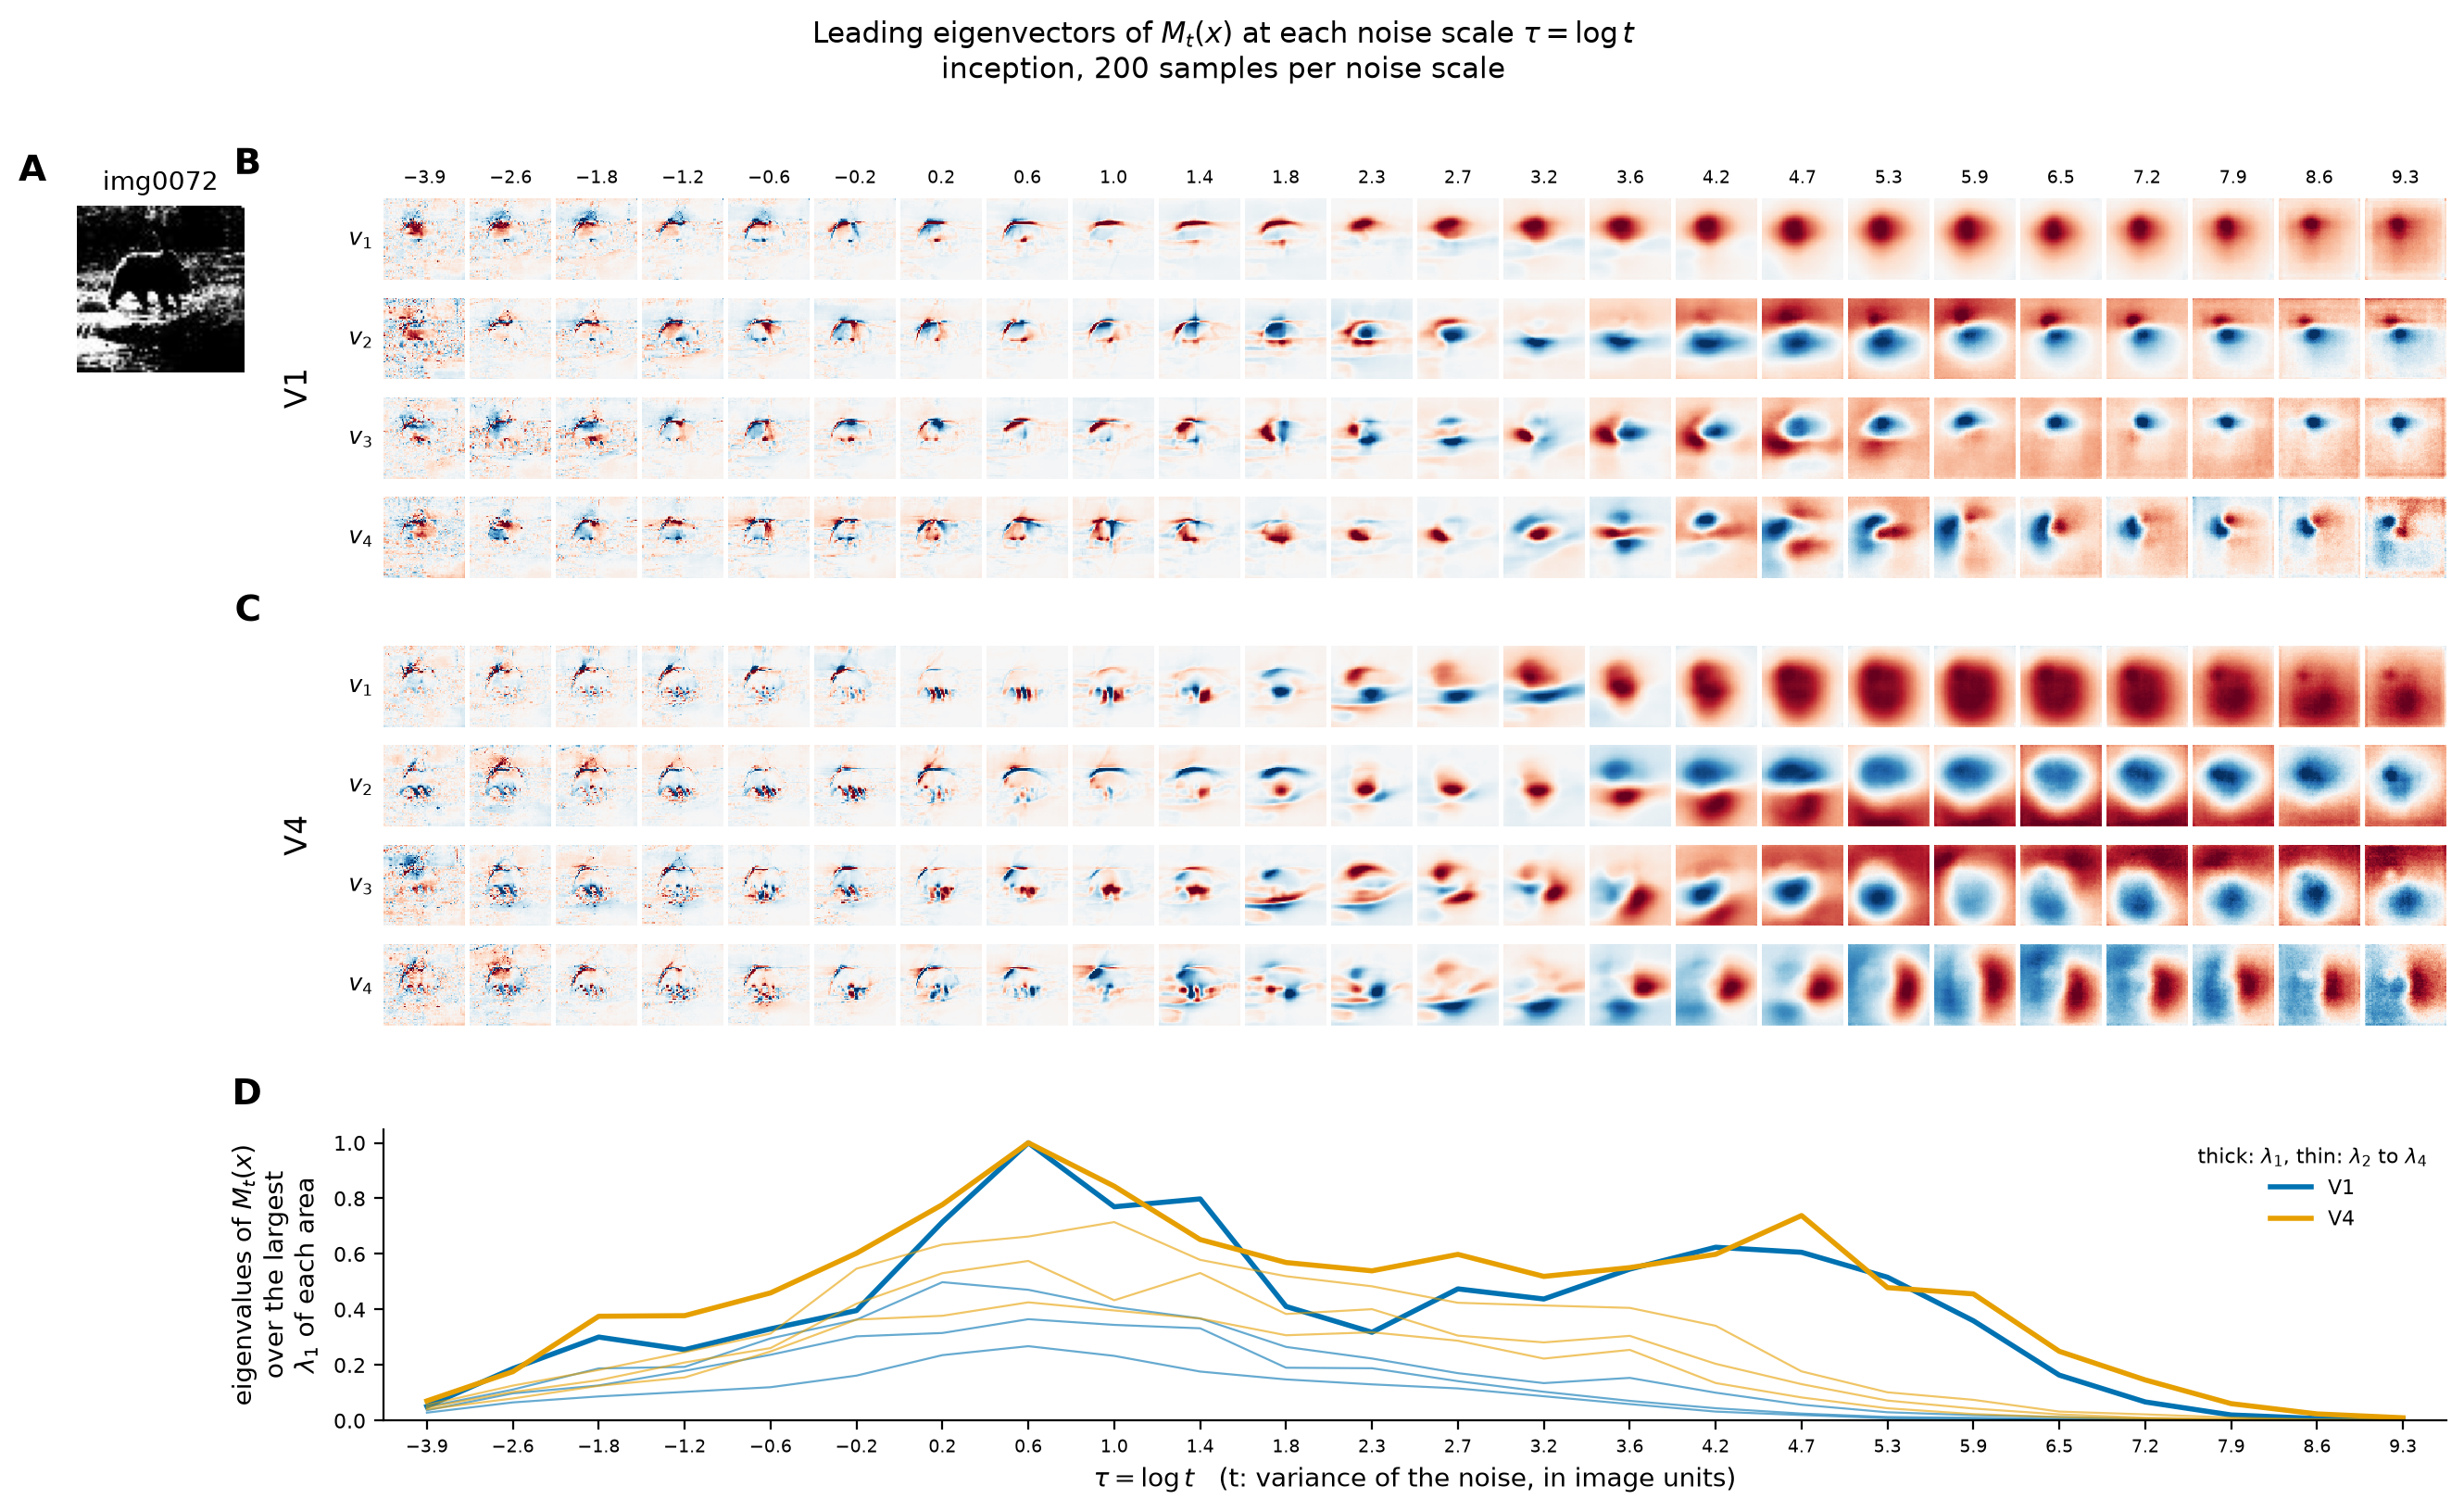 Leading eigenvectors of M_t(x) at each noise scale τ = log t
inception, 200 samples per noise scale
A
img0072
B
−3.9 −2.6 −1.8 −1.2 −0.6 −0.2 0.2 0.6 1.0 1.4 1.8 2.3 2.7 3.2 3.6 4.2 4.7 5.3 5.9 6.5 7.2 7.9 8.6 9.3
V1
v1
v2
v3
v4
C
V4
v1
v2
v3
v4
D
eigenvalues of M_t(x)
over the largest
λ1 of each area
1.0
0.8
0.6
0.4
0.2
0.0
thick: λ1, thin: λ2 to λ4
V1
V4
−3.9 −2.6 −1.8 −1.2 −0.6 −0.2 0.2 0.6 1.0 1.4 1.8 2.3 2.7 3.2 3.6 4.2 4.7 5.3 5.9 6.5 7.2 7.9 8.6 9.3
τ = log t (t: variance of the noise, in image units)